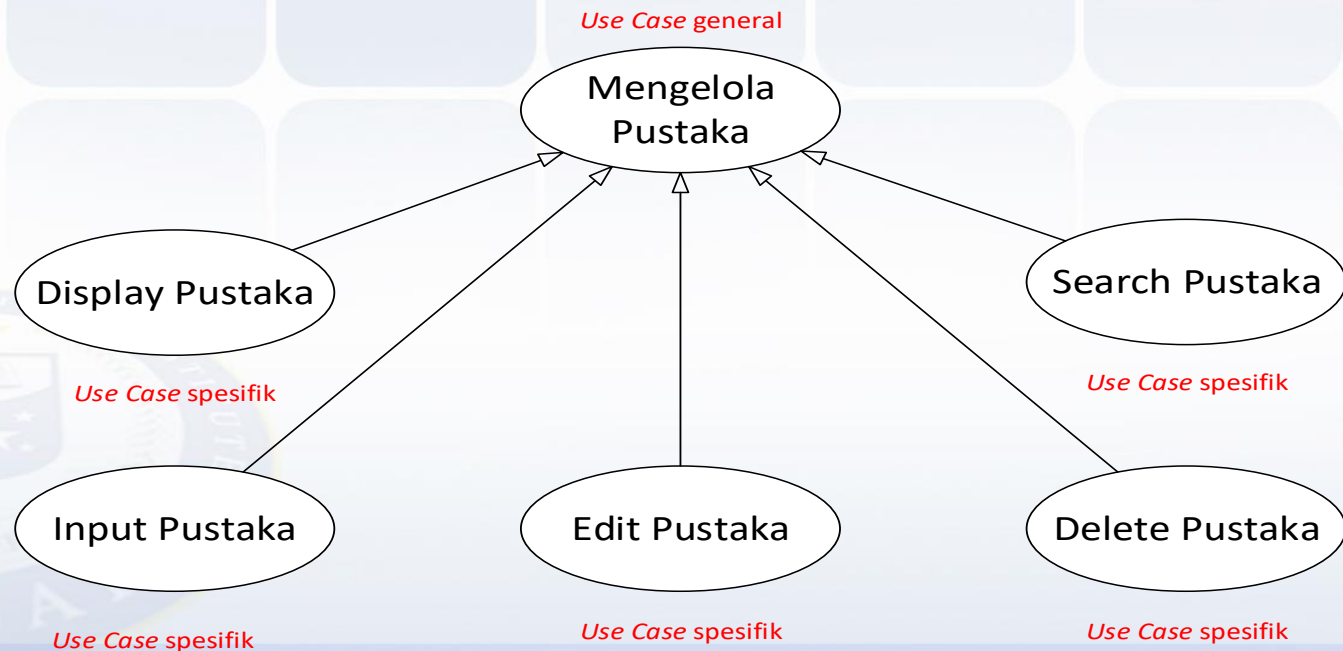 Use Case general
Mengelola
Pustaka
Display Pustaka
Search Pustaka
Use Case spesifik
Use Case spesifik
Input Pustaka
Edit Pustaka
Delete Pustaka
Use Case spesifik
Use Case spesifik
Use Case spesifik